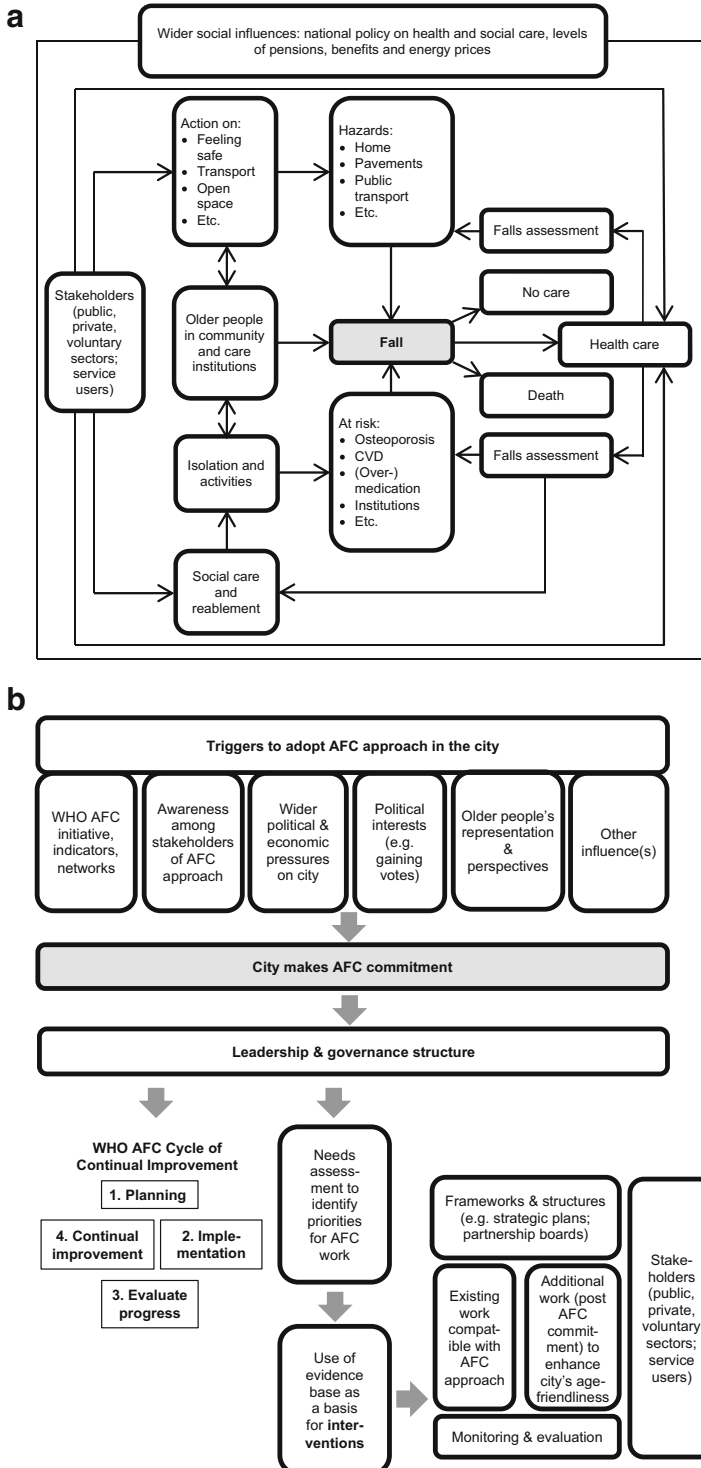 a
Wider social influences: national policy on health and social care, levels
of pensions, benefits and energy prices
Action on:
• Feeling
safe
• Transport
• Open
space
• Etc.
Hazards:
• Home
• Pavements
• Public
transport
• Etc.
Falls assessment
Stakeholders
(public,
private,
voluntary
sectors;
service
users)
Older people
in community
and care
institutions
No care
Fall
Health care
Death
Isolation and
activities
At risk:
• Osteoporosis
• CVD
• (Over-)
medication
• Institutions
• Etc.
Falls assessment
Social care
and
reablement
b
Triggers to adopt AFC approach in the city
WHO AFC
initiative,
indicators,
networks
Awareness
among
stakeholders
of AFC
approach
Wider
political &
economic
pressures
on city
Political
interests
(e.g.
gaining
votes)
Older people's
representation
&
perspectives
Other
influence(s)
City makes AFC commitment
Leadership & governance structure
WHO AFC Cycle of
Continual Improvement
1. Planning
4. Continual
improvement
2. Imple-
mentation
3. Evaluate
progress
Needs
assess-
ment to
identify
priorities
for AFC
work
Use of
evidence
base as
a basis
for inter-
ventions
Frameworks & structures
(e.g. strategic plans;
partnership boards)
Existing
work
compat-
ible with
AFC
approach
Additional
work (post
AFC
commit-
ment) to
enhance
city's age-
friendliness
Monitoring & evaluation
Stake-
holders
(public,
private,
voluntary
sectors;
service
users)